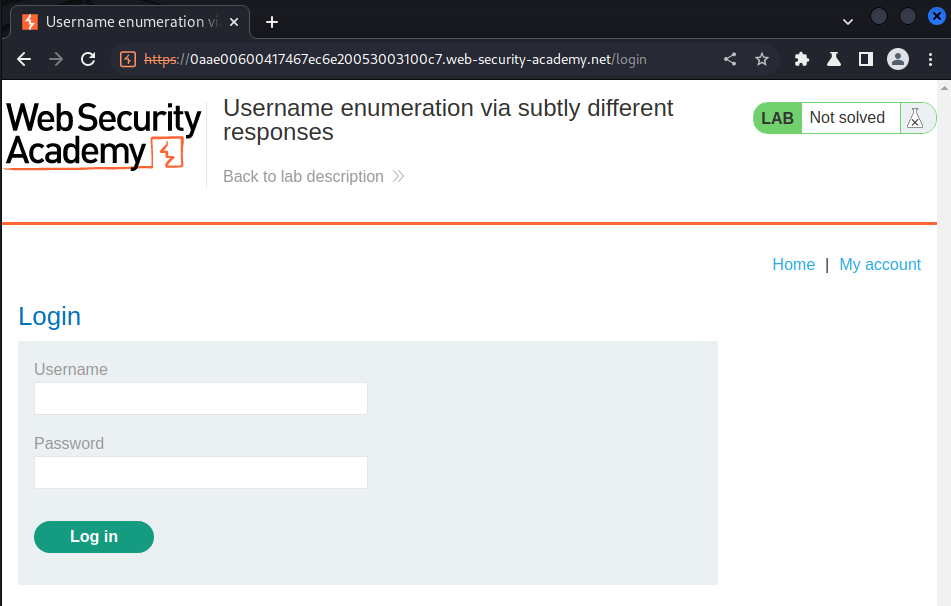 Username enumeration vi
https://0aae00600417467ec6e20053003100c7.web-security-academy.net/login
Web Security
Academy
Username enumeration via subtly different
responses
LAB Not solved
Back to lab description
Home | My account
Login
Username
Password
Log in